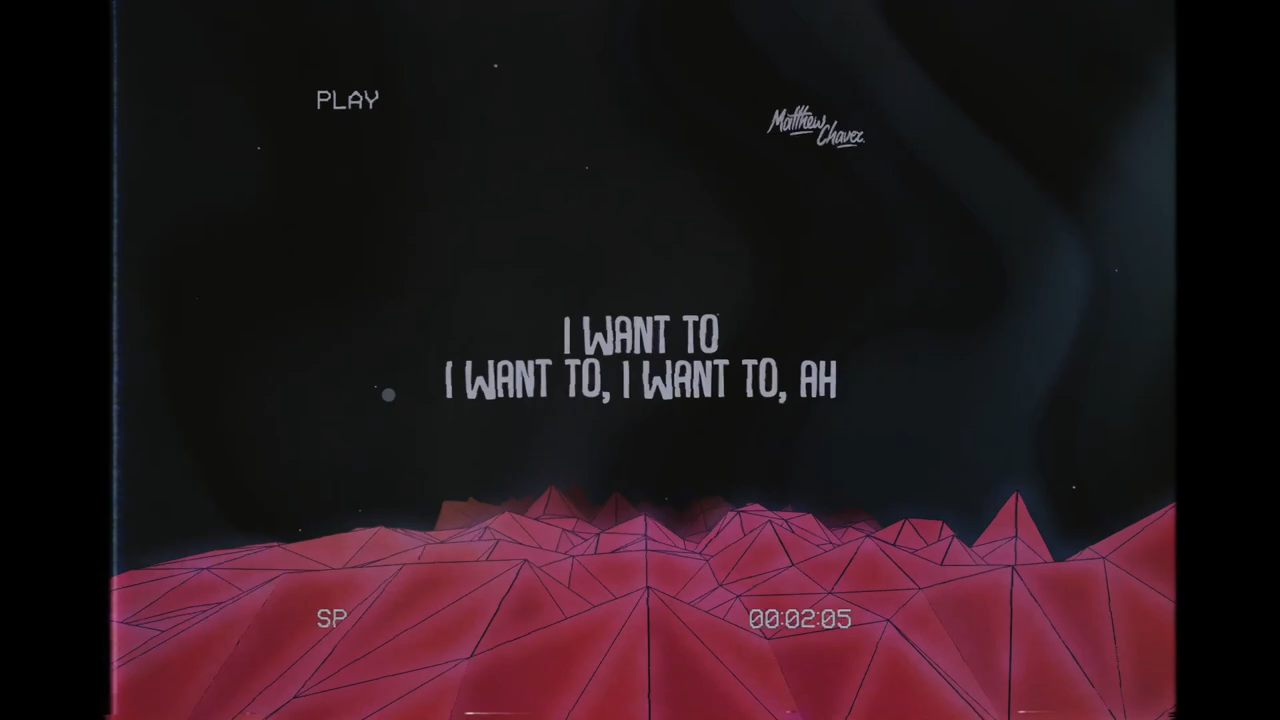 PLAY
Matthew
Chavez.
I WANT TO
I WANT TO, I WANT TO, AH
SP
00:02:05